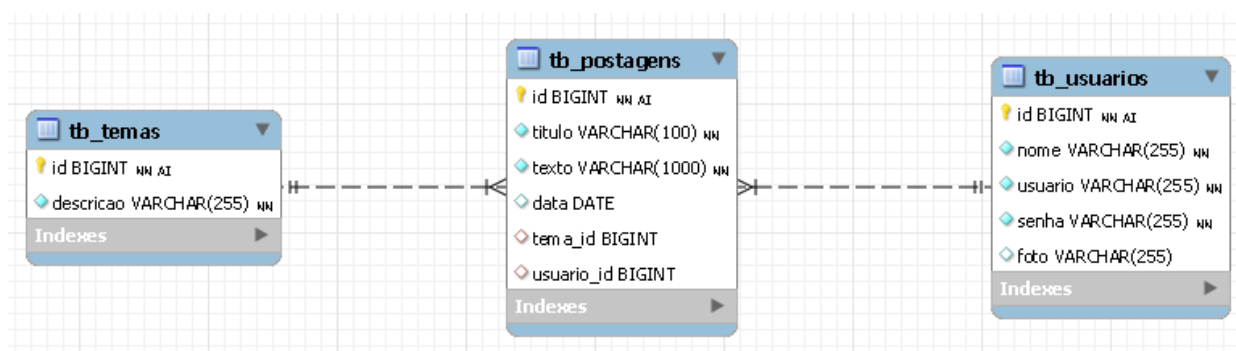 tb_temas
id BIGINT NN AI
descricao VARCHAR(255) NN
Indexes
tb_postagens
id BIGINT NN AI
titulo VARCHAR(100) NN
texto VARCHAR(1000) NN
data DATE
tema_id BIGINT
usuario_id BIGINT
Indexes
tb_usuarios
id BIGINT NN AI
nome VARCHAR(255) NN
usuario VARCHAR(255) NN
senha VARCHAR(255) NN
foto VARCHAR(255)
Indexes